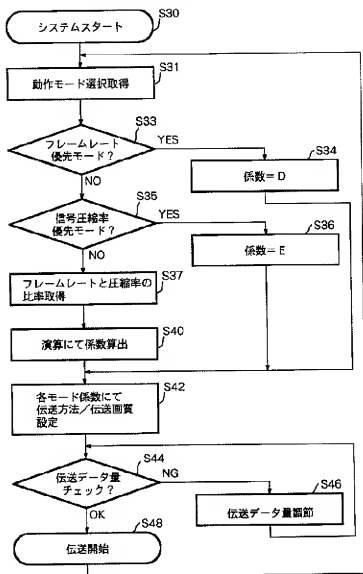 S30
システムスタート
S31
動作モード選択取得
S33
フレームレート
優先モード？
YES
S34
係数＝D
NO
S35
信号圧縮率
優先モード？
YES
S36
係数＝E
NO
S37
フレームレートと圧縮率の
比率取得
S40
演算にて係数算出
S42
各モード係数にて
伝送方法／伝送画質
設定
S44
伝送データ量
チェック？
NG
S46
伝送データ量調節
OK
S48
伝送開始